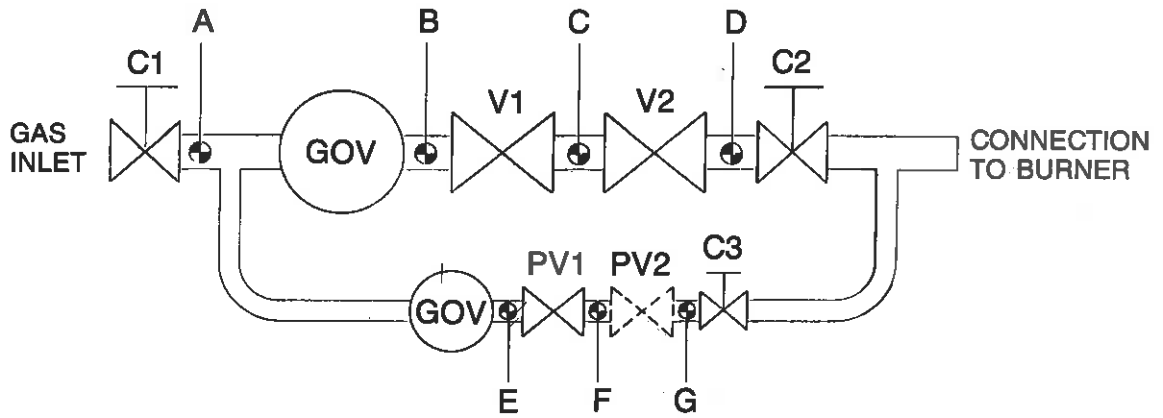 A
B
C
D
C1
C2
V1
V2
GAS
INLET
GOV
CONNECTION
TO BURNER
PV1
PV2
C3
GOV
E
F
G